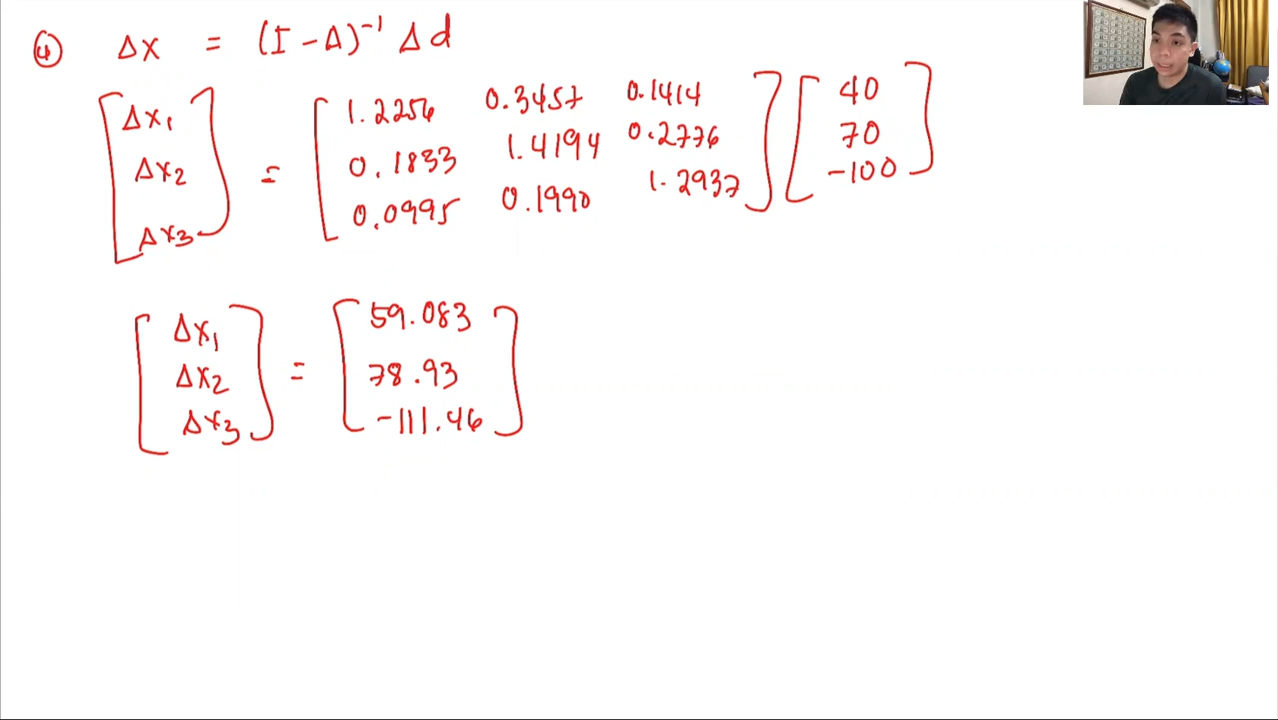 ④ Δx = (I - A)⁻¹ Δd
[Δx₁ Δx₂ Δx₃] = [1.2256 0.3457 0.1414
0.1833 1.4194 0.2776
0.0995 0.1990 1.2937] [40 70 -100]
[Δx₁ Δx₂ Δx₃] = [59.083 78.93 -111.46]